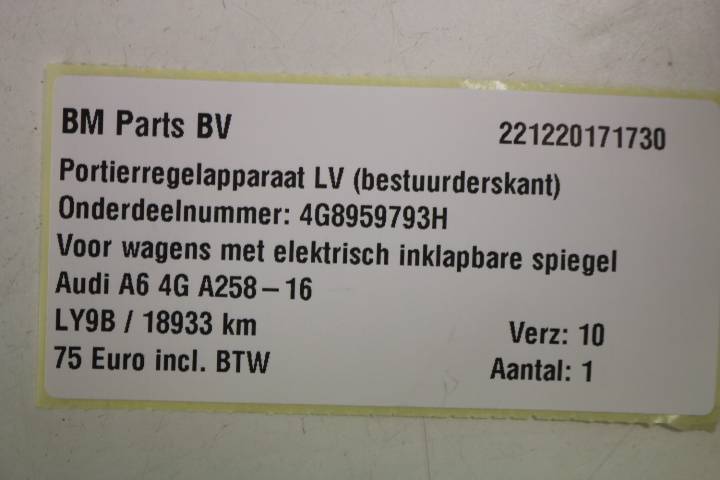 BM Parts BV 221220171730
Portierregelapparaat LV (bestuurderskant)
Onderdeelnummer: 4G8959793H
Voor wagens met elektrisch inklapbare spiegel
Audi A6 4G A258-16
LY9B / 18933 km Verz: 10
75 Euro incl. BTW Aantal: 1